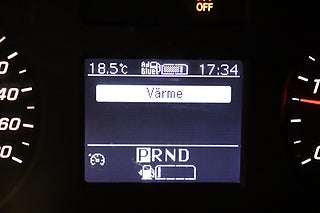 OFF
18.5°C Ad Blue 17:34
Värme
PRND